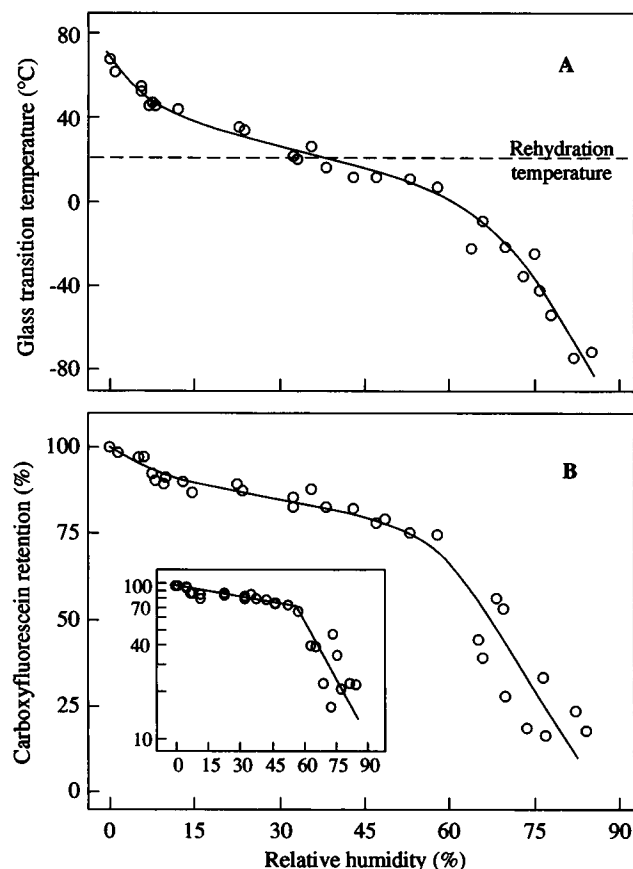 80
40
0
-40
-80
Glass transition temperature (°C)
A
Rehydration
temperature
100
75
50
25
0
Carboxyfluorescein retention (%)
B
100
70
40
10
0 15 30 45 60 75 90
0 15 30 45 60 75 90
Relative humidity (%)